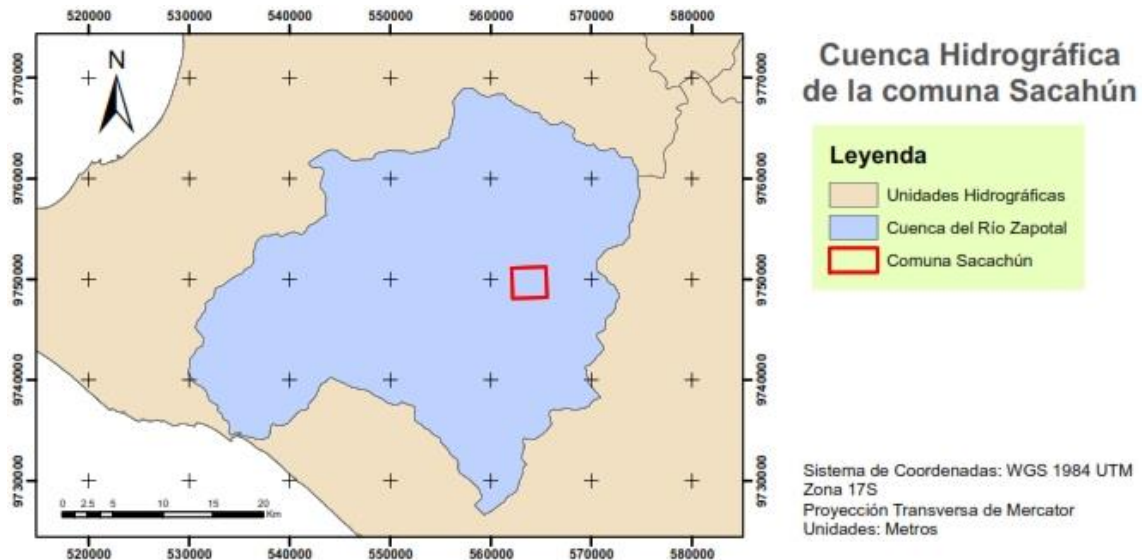 520000 530000 540000 550000 560000 570000 580000
9770000 9770000
9760000 9760000
9750000 9750000
9740000 9740000
9730000 9730000
N
0 2.5 5 10 15 20
Km
520000 530000 540000 550000 560000 570000 580000
Cuenca Hidrográfica
de la comuna Sacahún
Leyenda
Unidades Hidrográficas
Cuenca del Río Zapotal
Comuna Sacachún
Sistema de Coordenadas: WGS 1984 UTM
Zona 17S
Proyección Transversa de Mercator
Unidades: Metros